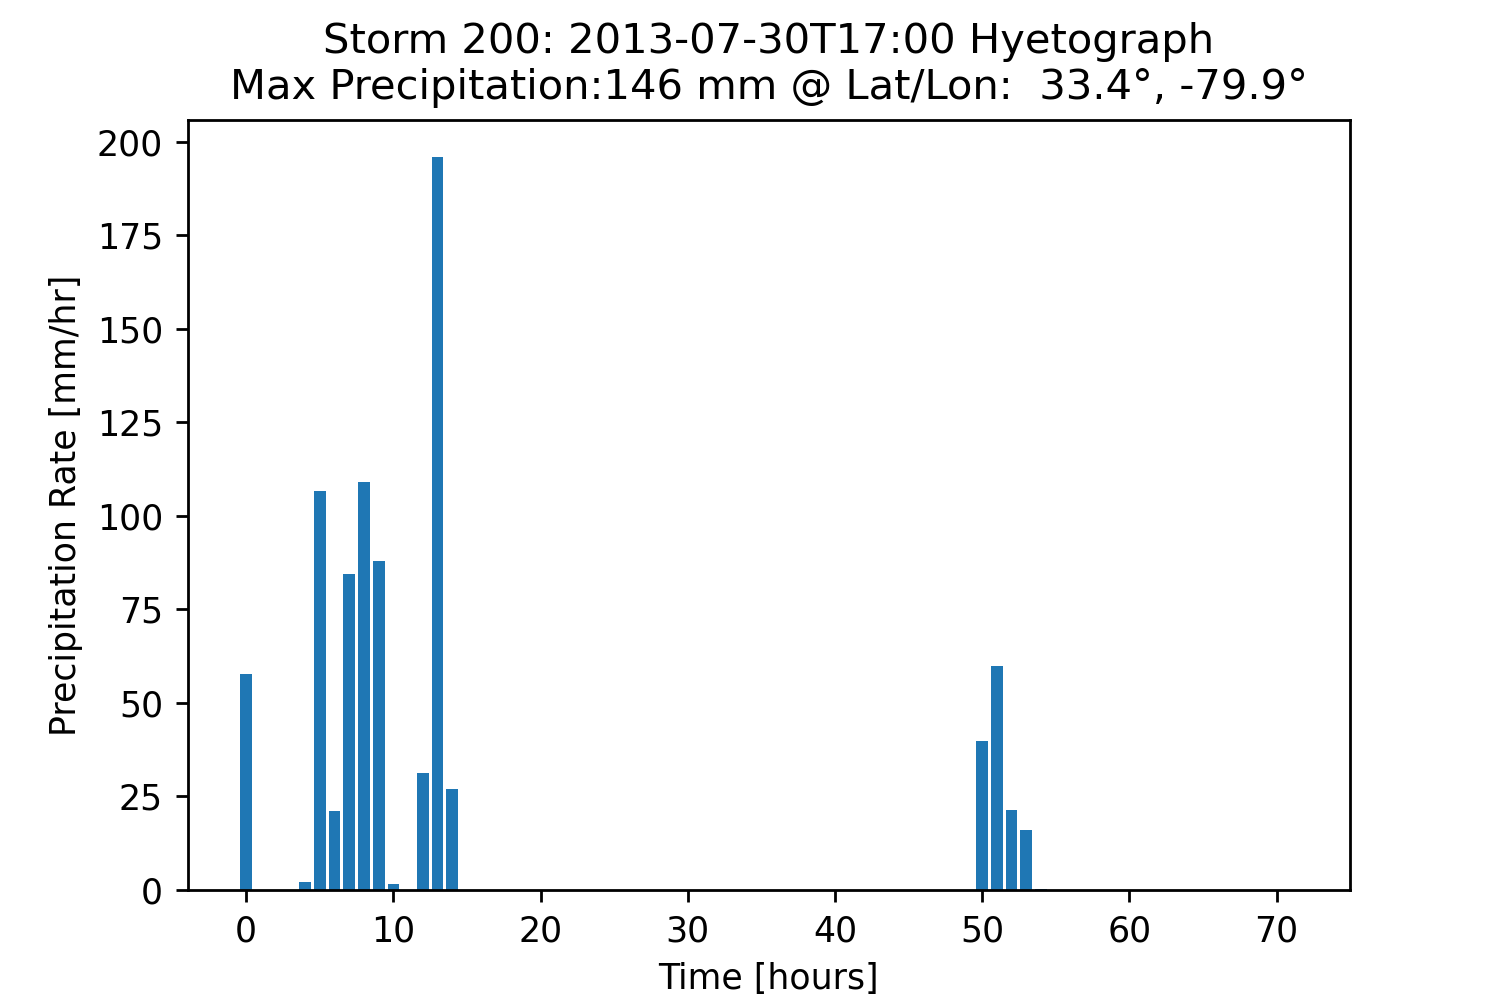 Storm 200: 2013-07-30T17:00 Hyetograph
Max Precipitation:146 mm @ Lat/Lon:  33.4°, -79.9°
200
175
150
125
100
75
50
25
0
Precipitation Rate [mm/hr]
0 10 20 30 40 50 60 70
Time [hours]